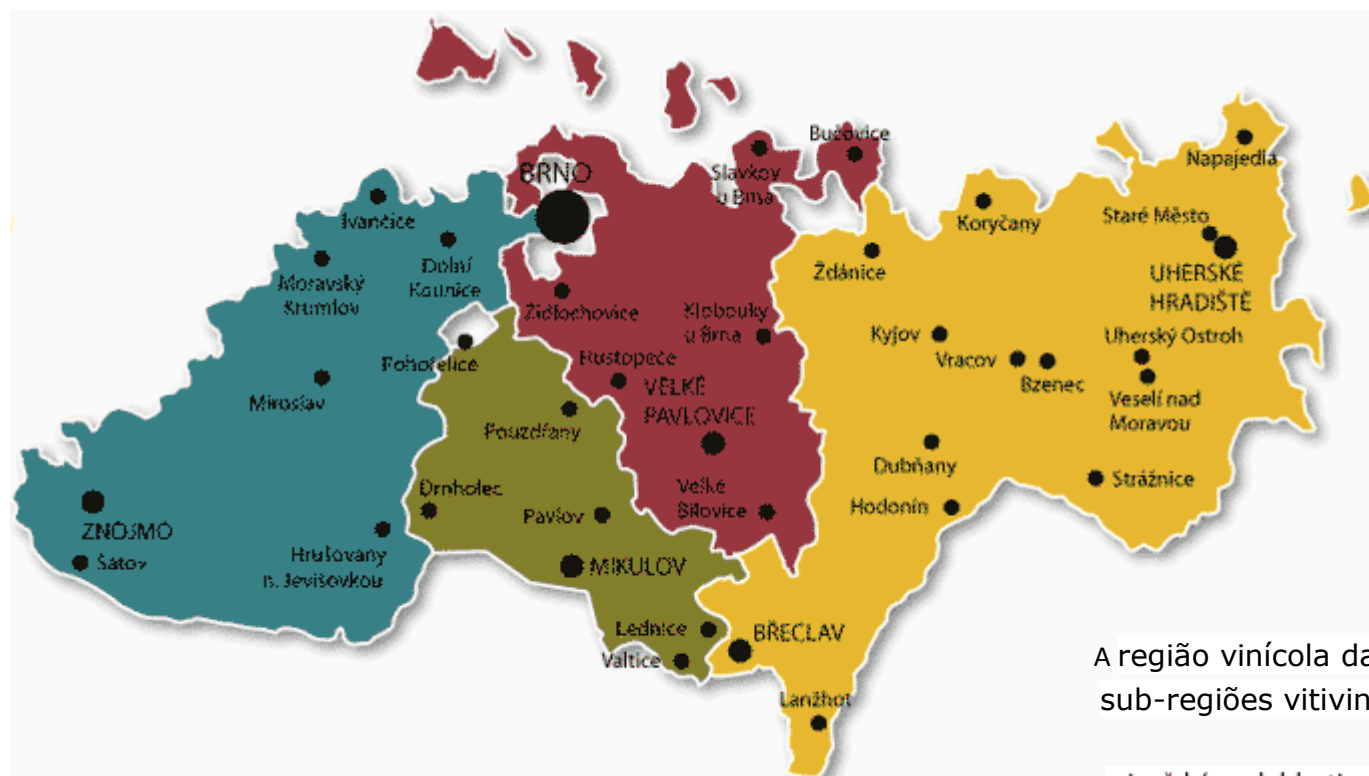 Bužovice
BRNO
Slavkov
u Brna
Napajedla
Ivančice
Koryčany
Staré Město
Dolní
Kounice
Moravský
Krumlov
Ždánice
UHERSKÉ
HRADIŠTĚ
Židlochovice
Klobouky
u Brna
Kyjov
Uherský Ostroh
Pohořelice
Hustopeče
Vracov
Bzenec
Miroslav
VELKÉ
PAVLOVICE
Veselí nad
Moravou
Pouzdřany
Dubňany
Strážnice
Drnholec
Velké
Bílovice
Hodonín
Pavlov
ZNOJMO
Šatov
Hrušovany
n. Jevišovkou
MIKULOV
Lednice
BŘECLAV
Valtice
Lanžhot
A região vinícola da
sub-regiões vitivin